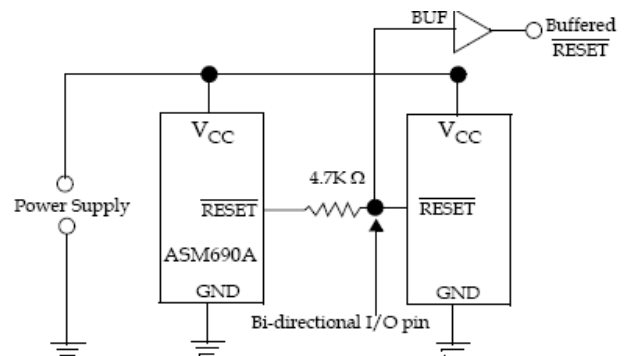 BUF
Buffered
RESET
VCC
VCC
4.7K Ω
Power Supply
RESET
RESET
ASM690A
GND
GND
Bi-directional I/O pin